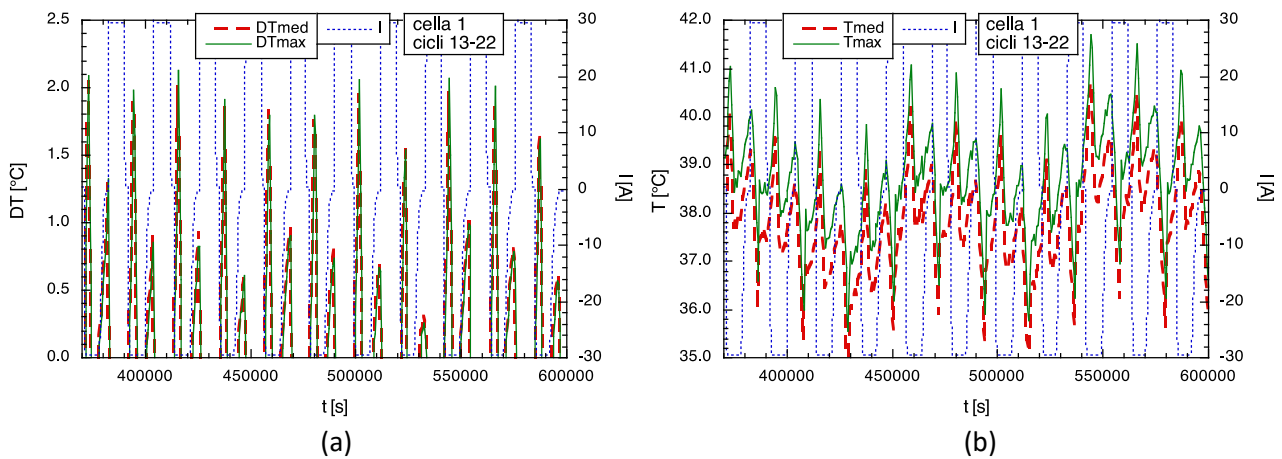 DTmed
DTmax
I
cella 1
cicli 13-22
DT [°C]
2.5
2.0
1.5
1.0
0.5
0.0
30
20
10
0
-10
-20
-30
I [A]
400000 450000 500000 550000 600000
t [s]
(a)
Tmed
Tmax
I
cella 1
cicli 13-22
T [°C]
42.0
41.0
40.0
39.0
38.0
37.0
36.0
35.0
30
20
10
0
-10
-20
-30
I [A]
400000 450000 500000 550000 600000
t [s]
(b)